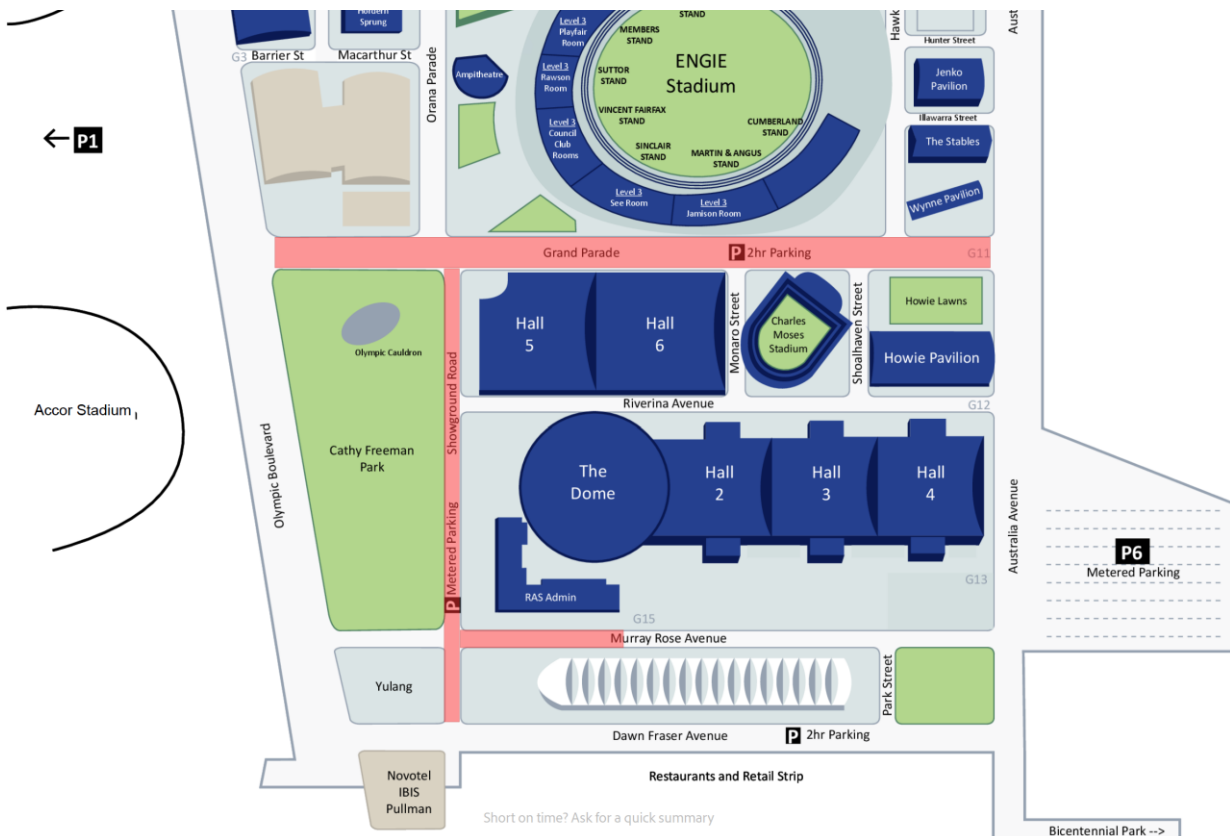 Hordern
Sprung
G3 Barrier St
Macarthur St
Orana Parade
P1
Ampitheatre
Level 3
Playfair
Room
Level 3
Rawson
Room
Level 3
Council
Club
Rooms
Level 3
See Room
Level 3
Jamison Room
MEMBERS
STAND
STAND
SUTTOR
STAND
VINCENT FAIRFAX
STAND
SINCLAIR
STAND
MARTIN & ANGUS
STAND
CUMBERLAND
STAND
ENGIE
Stadium
Hawk
Aust
Hunter Street
Jenko
Pavilion
Illawarra Street
The Stables
Wynne Pavilion
Grand Parade
P 2hr Parking
G11
Olympic Cauldron
Cathy Freeman
Park
Accor Stadium
Olympic Boulevard
Showground Road
P Metered Parking
Hall
5
Hall
6
Monaro Street
Charles
Moses
Stadium
Shoalhaven Street
Howie Lawns
Howie Pavilion
Riverina Avenue
G12
The
Dome
Hall
2
Hall
3
Hall
4
RAS Admin
G13
G15
Australia Avenue
P6
Metered Parking
Murray Rose Avenue
Yulang
Park Street
Dawn Fraser Avenue
P 2hr Parking
Novotel
IBIS
Pullman
Restaurants and Retail Strip
Short on time? Ask for a quick summary
Bicentennial Park -->